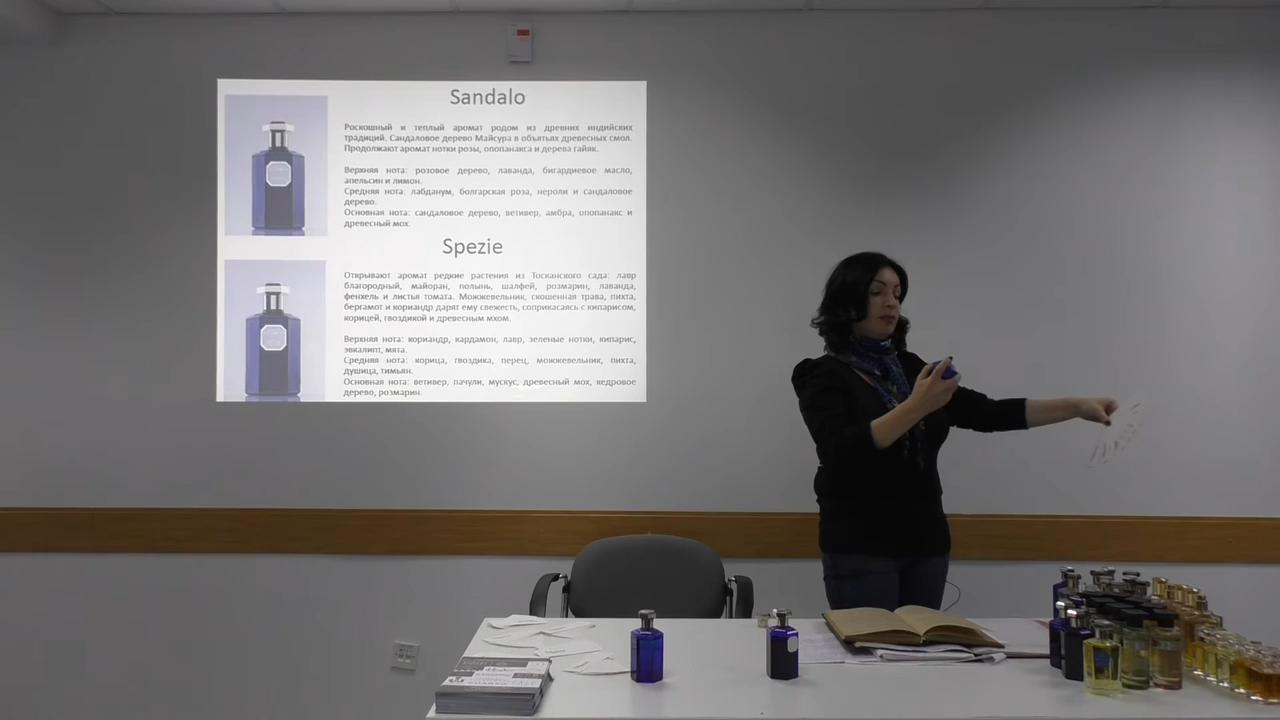 Sandalo
Роскошный и теплый аромат родом из древних индийских
традиций. Сандаловое дерево Майсура в объятьях древесных смол.
Продолжают аромат нотки розы, опопанакса и дерева гайяк.
Верхняя нота: розовое дерево, лаванда, бигардиевое масло,
апельсин и лимон.
Средняя нота: лабданум, болгарская роза, нероли и сандаловое
дерево.
Основная нота: сандаловое дерево, ветивер, амбра, опопанакс и
древесный мох.
Spezie
Открывают аромат редкие растения из Тосканского сада: лавр
благородный, майоран, полынь, шалфей, розмарин, лаванда,
фенхель и листья томата. Можжевельник, скошенная трава, пихта,
бергамот и кориандр дарят ему свежесть, соприкасаясь с кипарисом,
корицей, гвоздикой и древесным мхом.
Верхняя нота: кориандр, кардамон, лавр, зеленые нотки, кипарис,
эвкалипт, мята.
Средняя нота: корица, гвоздика, перец, можжевельник, пихта,
душица, тимьян.
Основная нота: ветивер, пачули, мускус, древесный мох, кедровое
дерево, розмарин.